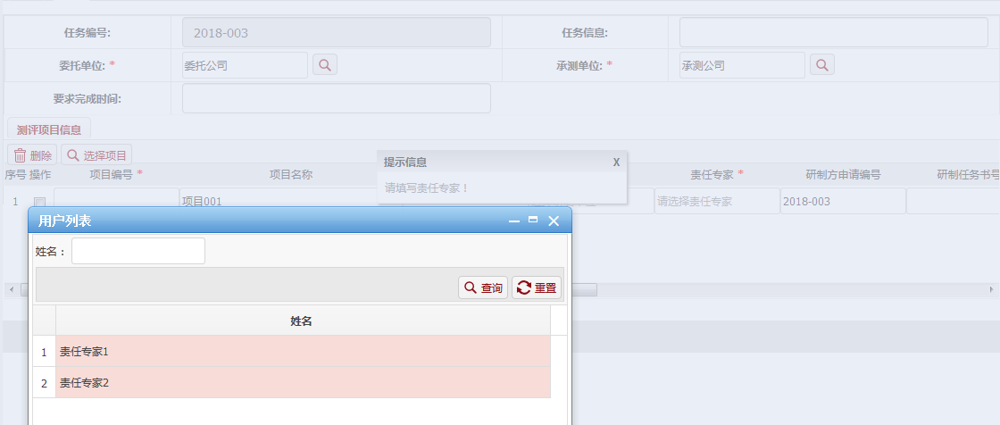 任务编号:
2018-003
任务信息:
委托单位: *
委托公司
承测单位: *
承测公司
要求完成时间:
测评项目信息
删除
选择项目
提示信息
X
请填写责任专家！
序号
操作
项目编号 *
项目名称
责任专家 *
研制方申请编号
研制任务书号
1
项目001
请选择责任专家
2018-003
用户列表
姓名：
查询
重置
姓名
1
责任专家1
2
责任专家2